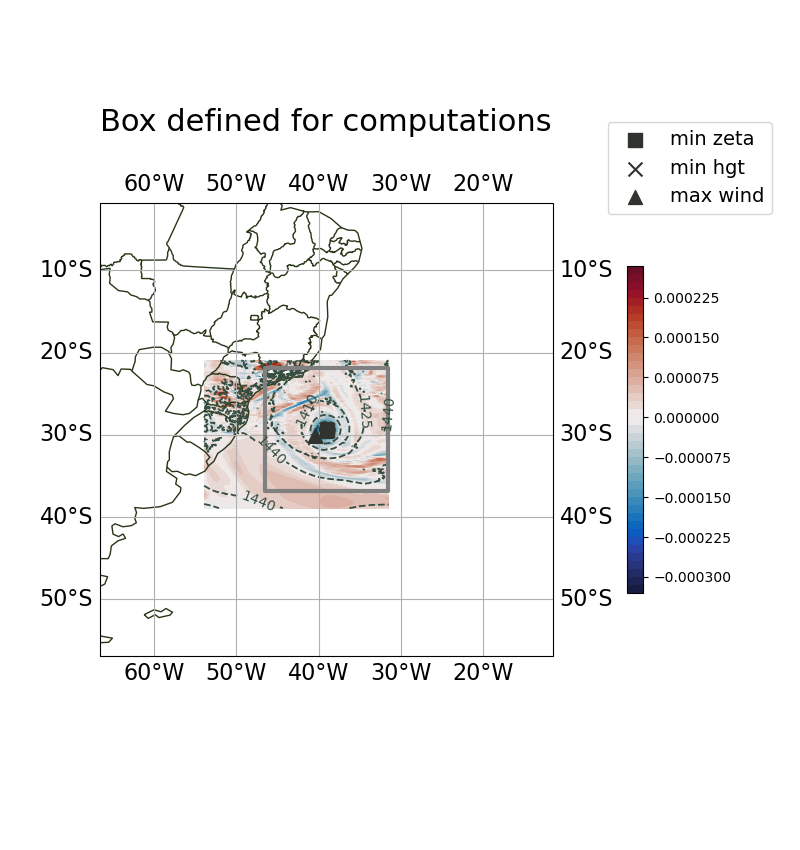 Box defined for computations
min zeta
min hgt
max wind
60°W 50°W 40°W 30°W 20°W
10°S 10°S
20°S 20°S
30°S 30°S
40°S 40°S
50°S 50°S
60°W 50°W 40°W 30°W 20°W
1425
1440
1440
1440
0.000225
0.000150
0.000075
0.000000
−0.000075
−0.000150
−0.000225
−0.000300